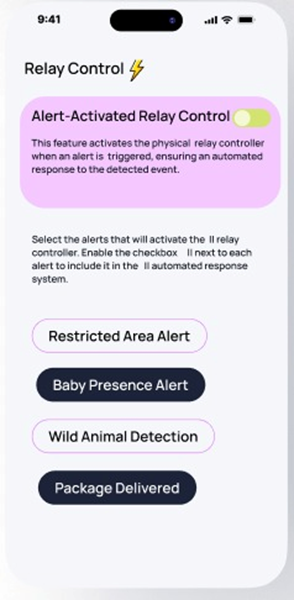 9:41
Relay Control ⚡
Alert-Activated Relay Control
This feature activates the physical relay controller
when an alert is triggered, ensuring an automated
response to the detected event.
Select the alerts that will activate the ll relay
controller. Enable the checkbox ll next to each
alert to include it in the ll automated response
system.
Restricted Area Alert
Baby Presence Alert
Wild Animal Detection
Package Delivered